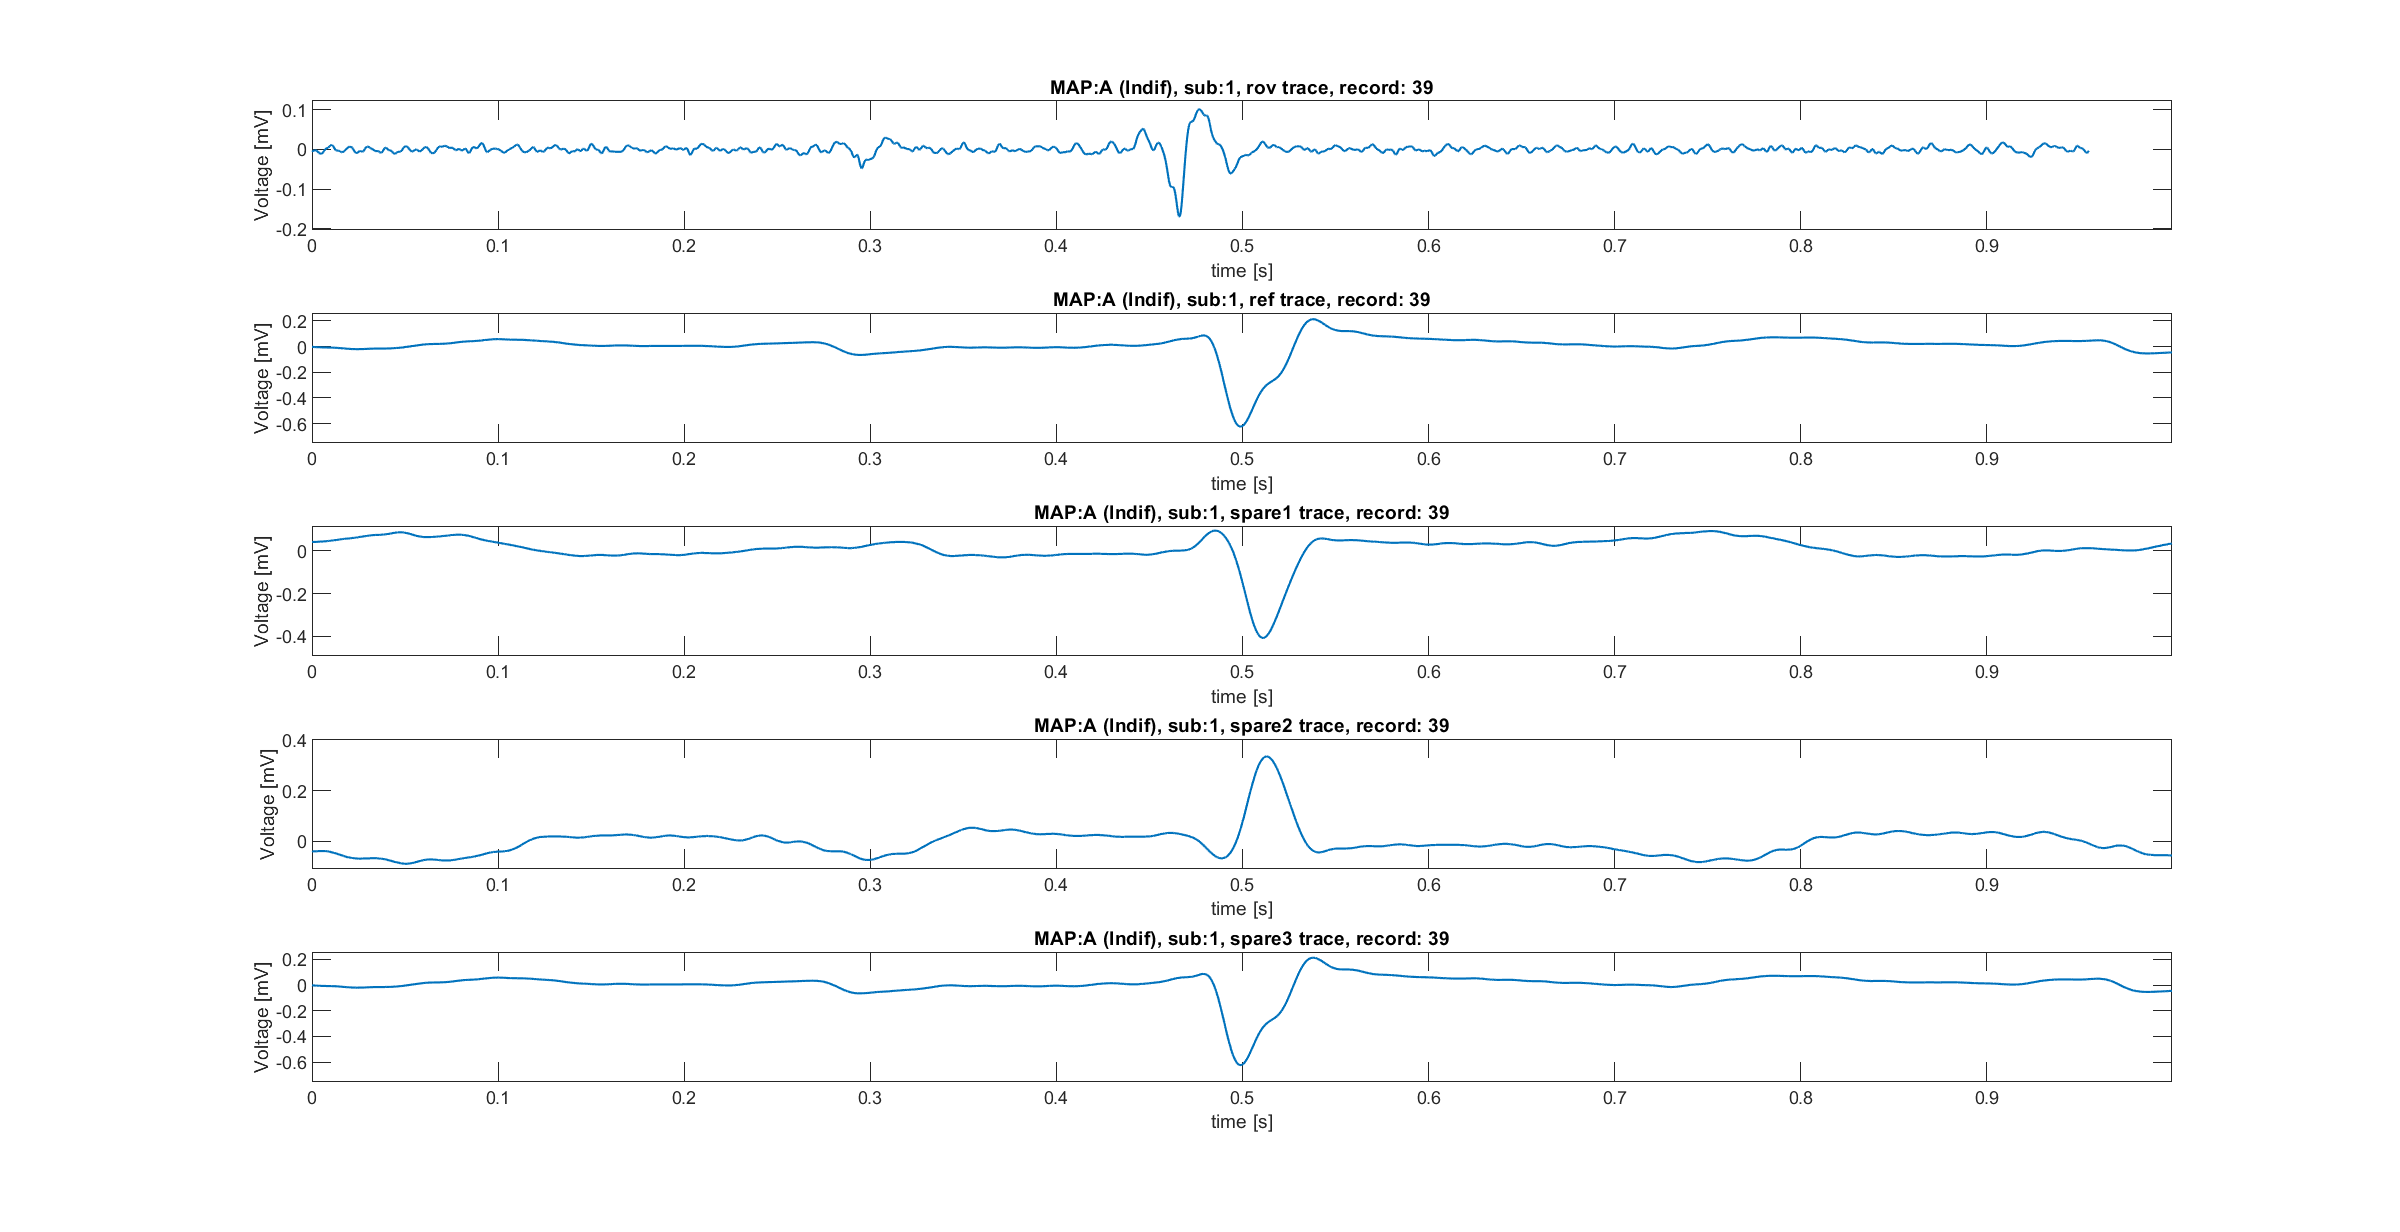 MAP:A (Indif), sub:1, rov trace, record: 39
Voltage [mV]
0.1
0
-0.1
-0.2
0 0.1 0.2 0.3 0.4 0.5 0.6 0.7 0.8 0.9
time [s]
MAP:A (Indif), sub:1, ref trace, record: 39
Voltage [mV]
0.2
0
-0.2
-0.4
-0.6
0 0.1 0.2 0.3 0.4 0.5 0.6 0.7 0.8 0.9
time [s]
MAP:A (Indif), sub:1, spare1 trace, record: 39
Voltage [mV]
0
-0.2
-0.4
0 0.1 0.2 0.3 0.4 0.5 0.6 0.7 0.8 0.9
time [s]
MAP:A (Indif), sub:1, spare2 trace, record: 39
Voltage [mV]
0.4
0.2
0
0 0.1 0.2 0.3 0.4 0.5 0.6 0.7 0.8 0.9
time [s]
MAP:A (Indif), sub:1, spare3 trace, record: 39
Voltage [mV]
0.2
0
-0.2
-0.4
-0.6
0 0.1 0.2 0.3 0.4 0.5 0.6 0.7 0.8 0.9
time [s]